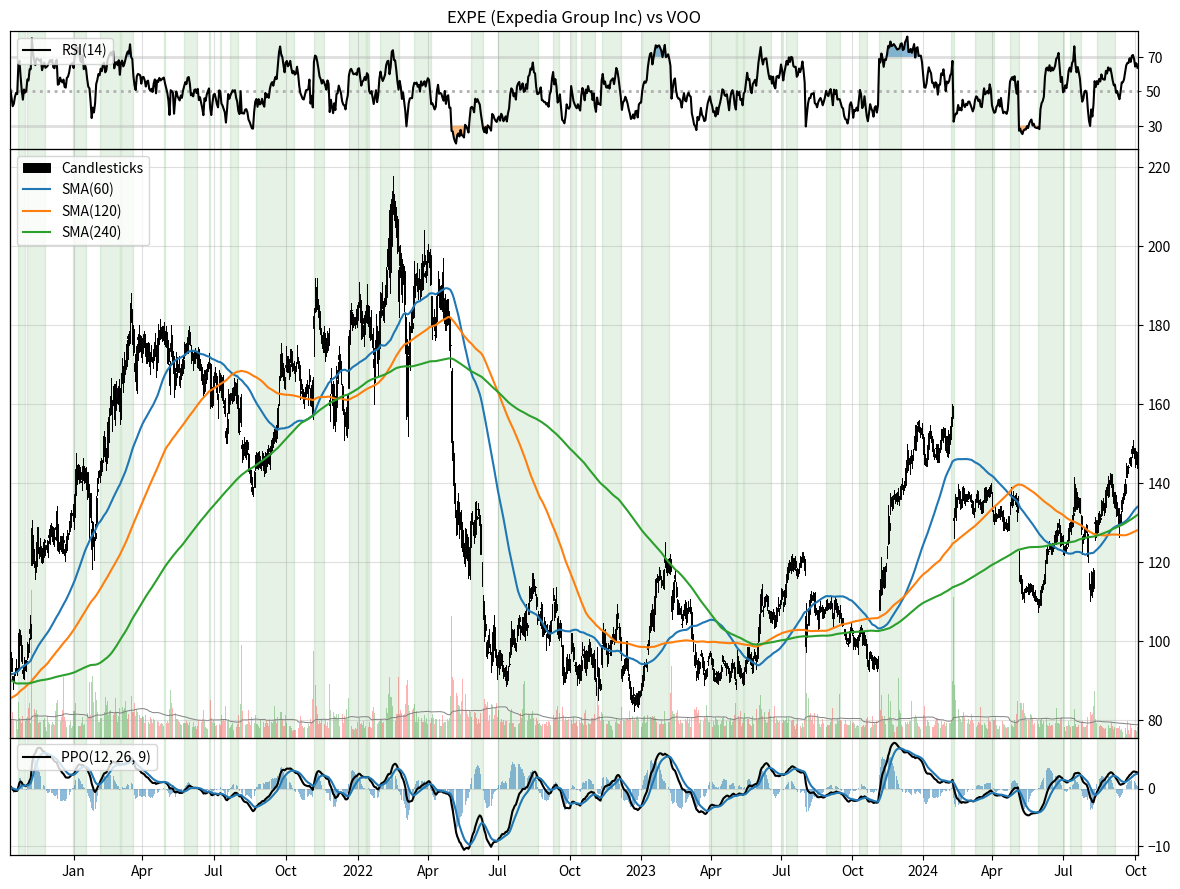 EXPE (Expedia Group Inc) vs VOO
RSI(14)
70
50
30
Candlesticks
SMA(60)
SMA(120)
SMA(240)
220
200
180
160
140
120
100
80
PPO(12, 26, 9)
0
−10
Jan Apr Jul Oct 2022 Apr Jul Oct 2023 Apr Jul Oct 2024 Apr Jul Oct